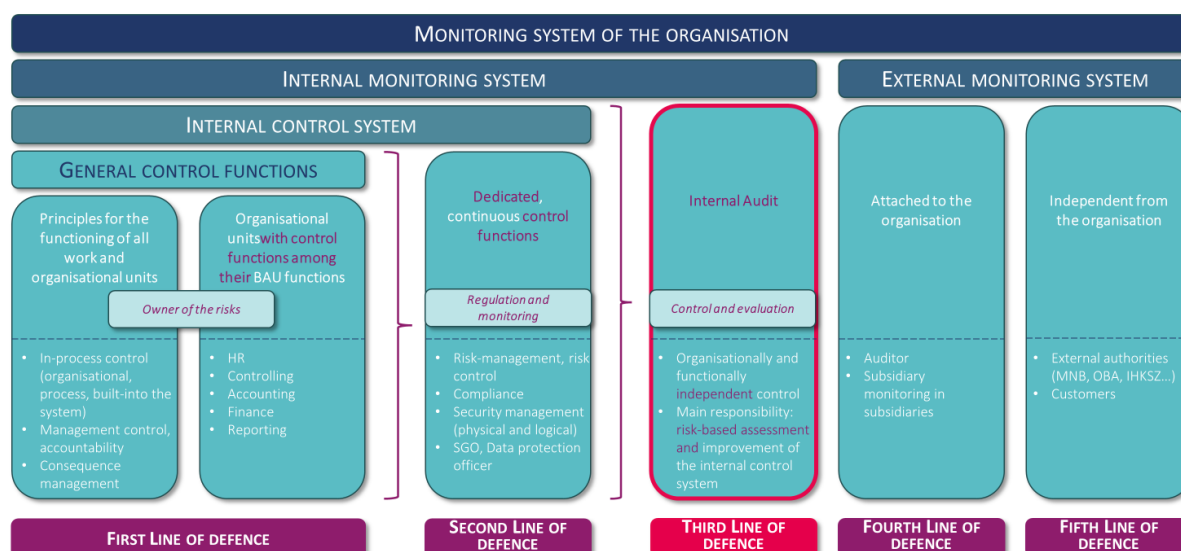 MONITORING SYSTEM OF THE ORGANISATION
INTERNAL MONITORING SYSTEM
EXTERNAL MONITORING SYSTEM
INTERNAL CONTROL SYSTEM
GENERAL CONTROL FUNCTIONS
Principles for the
functioning of all
work and
organisational units
Organisational
unitswith control
functions among
their BAU functions
Owner of the risks
• In-process control
(organisational,
process, built-into the
system)
• Management control,
accountability
• Consequence
management
• HR
• Controlling
• Accounting
• Finance
• Reporting
Dedicated,
continuous control
functions
Regulation and
monitoring
• Risk-management, risk
control
• Compliance
• Security management
(physical and logical)
• SGO, Data protection
officer
Internal Audit
Control and evaluation
• Organisationally and
functionally
independent control
• Main responsibility:
risk-based assessment
and improvement of
the internal control
system
Attached to the
organisation
• Auditor
• Subsidiary
monitoring in
subsidiaries
Independent from
the organisation
• External authorities
(MNB, OBA, IHKSZ...)
• Customers
FIRST LINE OF DEFENCE
SECOND LINE OF
DEFENCE
THIRD LINE OF
DEFENCE
FOURTH LINE OF
DEFENCE
FIFTH LINE OF
DEFENCE